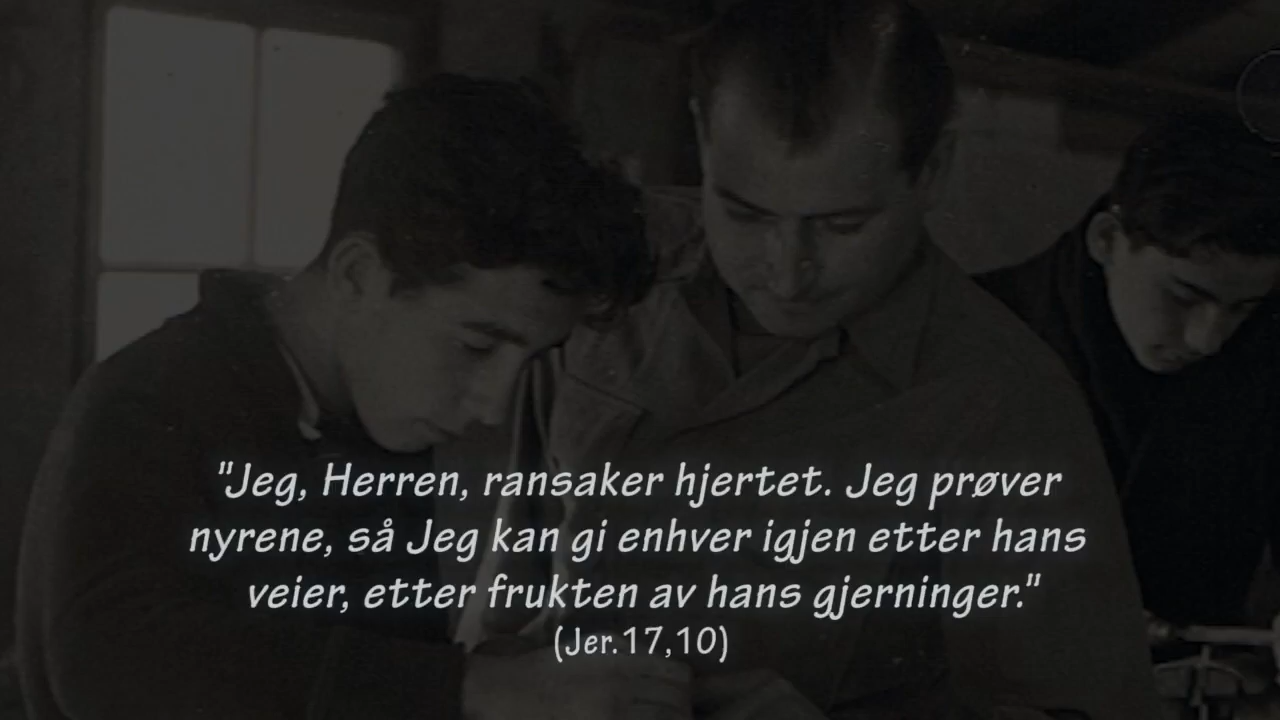 "Jeg, Herren, ransaker hjertet. Jeg prøver
nyrene, så Jeg kan gi enhver igjen etter hans
veier, etter frukten av hans gjerninger."
(Jer.17,10)